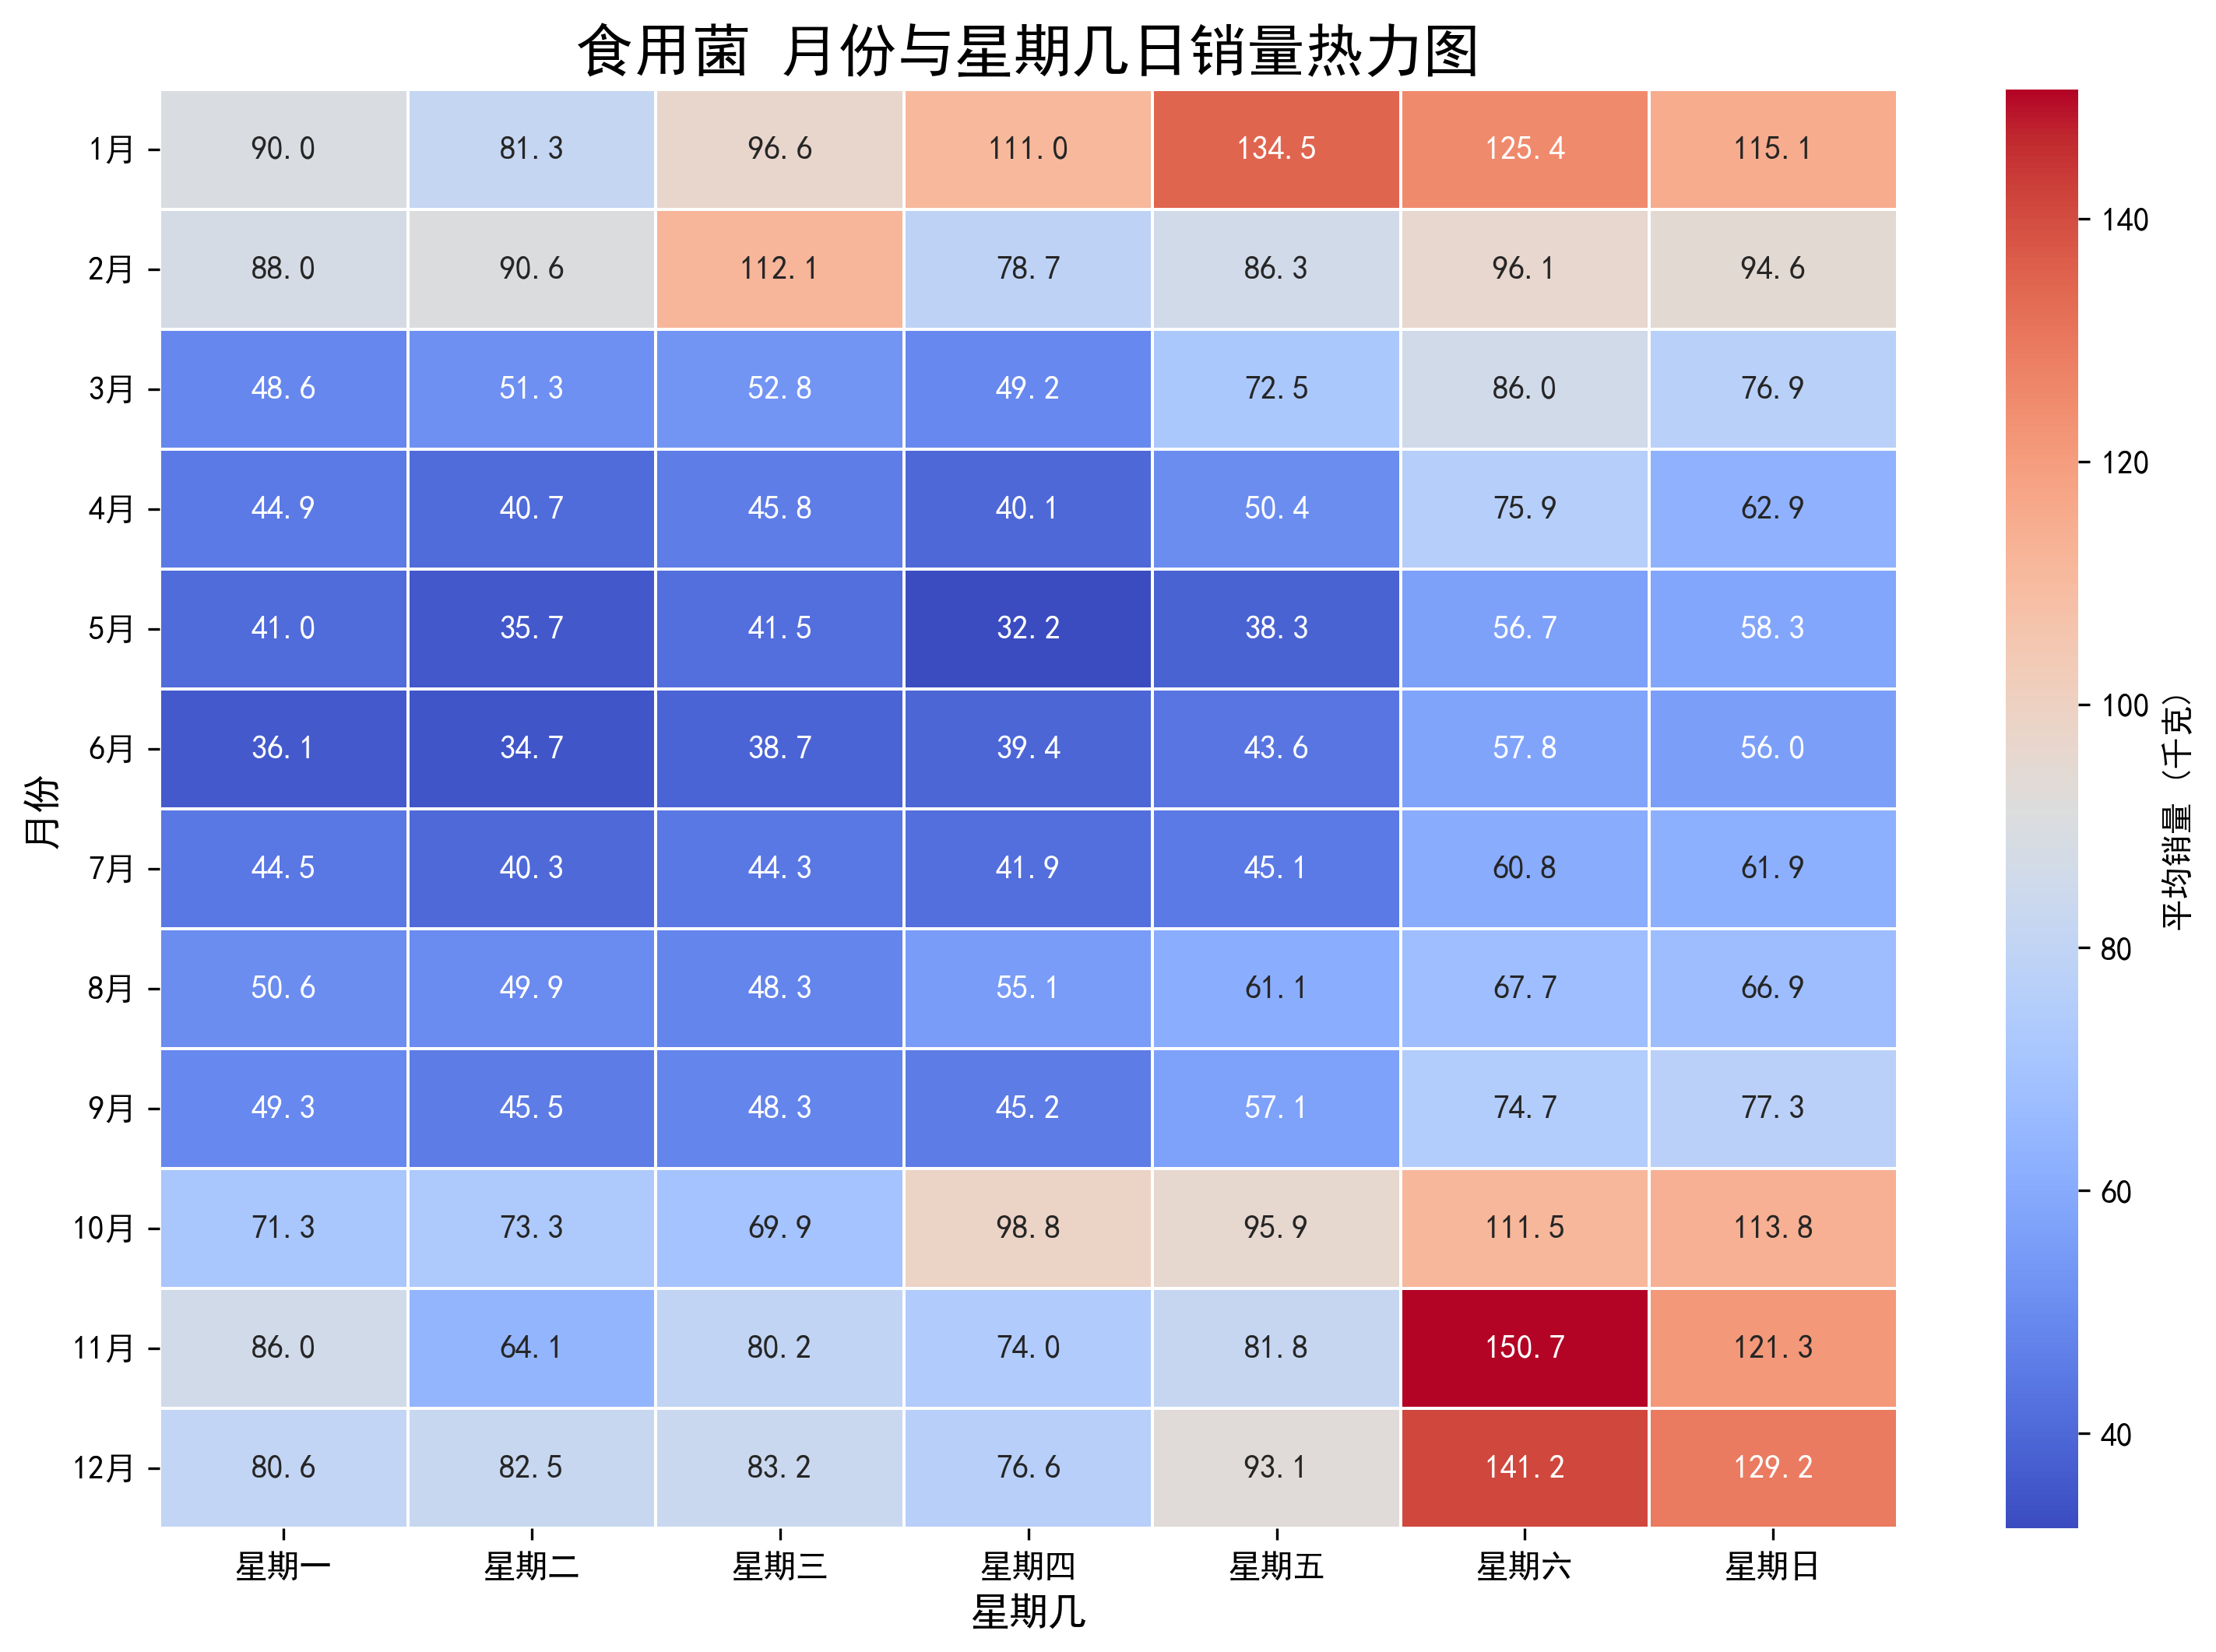 食用菌 月份与星期几日销量热力图
1月 90.0 81.3 96.6 111.0 134.5 125.4 115.1
2月 88.0 90.6 112.1 78.7 86.3 96.1 94.6
3月 48.6 51.3 52.8 49.2 72.5 86.0 76.9
4月 44.9 40.7 45.8 40.1 50.4 75.9 62.9
5月 41.0 35.7 41.5 32.2 38.3 56.7 58.3
6月 36.1 34.7 38.7 39.4 43.6 57.8 56.0
7月 44.5 40.3 44.3 41.9 45.1 60.8 61.9
8月 50.6 49.9 48.3 55.1 61.1 67.7 66.9
9月 49.3 45.5 48.3 45.2 57.1 74.7 77.3
10月 71.3 73.3 69.9 98.8 95.9 111.5 113.8
11月 86.0 64.1 80.2 74.0 81.8 150.7 121.3
12月 80.6 82.5 83.2 76.6 93.1 141.2 129.2
星期一 星期二 星期三 星期四 星期五 星期六 星期日
星期几
月份
140
120
100
80
60
40
平均销量（千克）